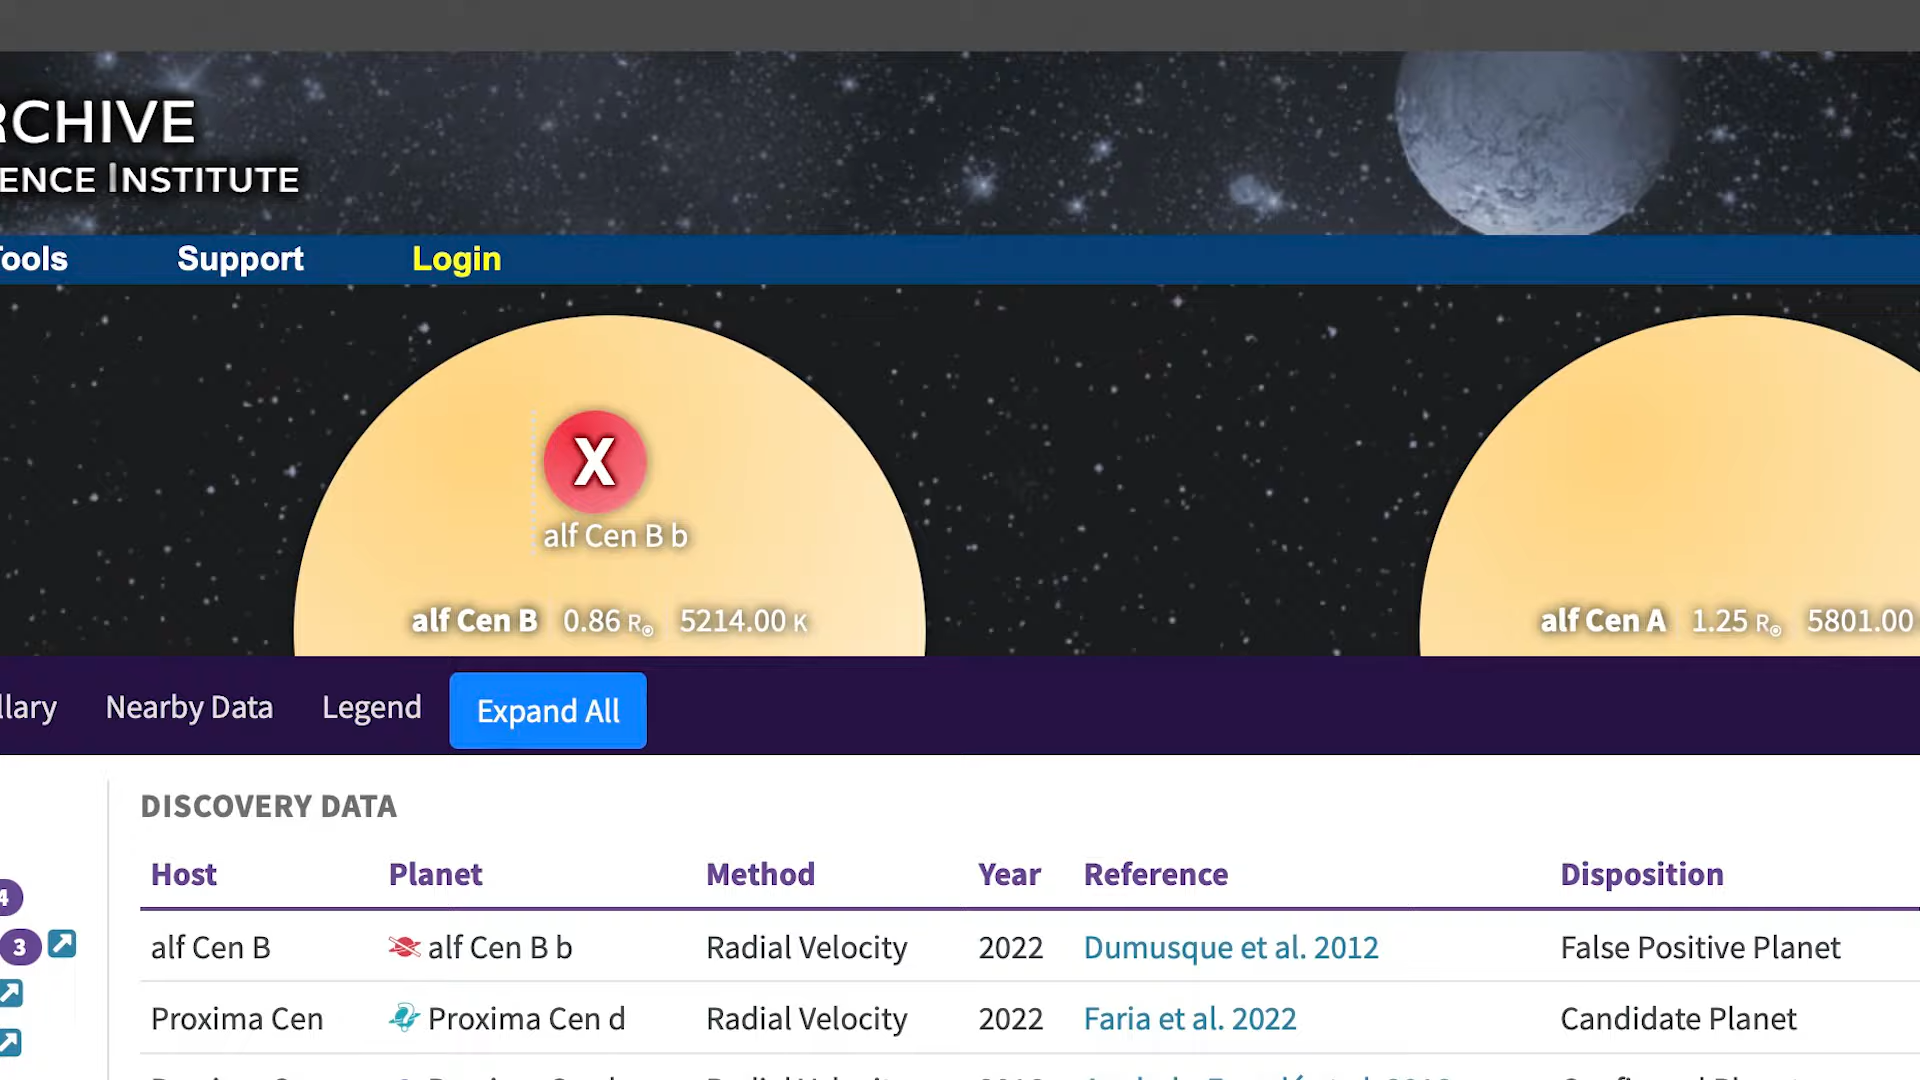 RCHIVE
ENCE INSTITUTE
Tools Support Login
X
alf Cen B b
alf Cen B 0.86 R⊙ 5214.00 K
alf Cen A 1.25 R⊙ 5801.00
llary Nearby Data Legend Expand All
DISCOVERY DATA
Host Planet Method Year Reference Disposition
4
3
alf Cen B alf Cen B b Radial Velocity 2022 Dumusque et al. 2012 False Positive Planet
Proxima Cen Proxima Cen d Radial Velocity 2022 Faria et al. 2022 Candidate Planet